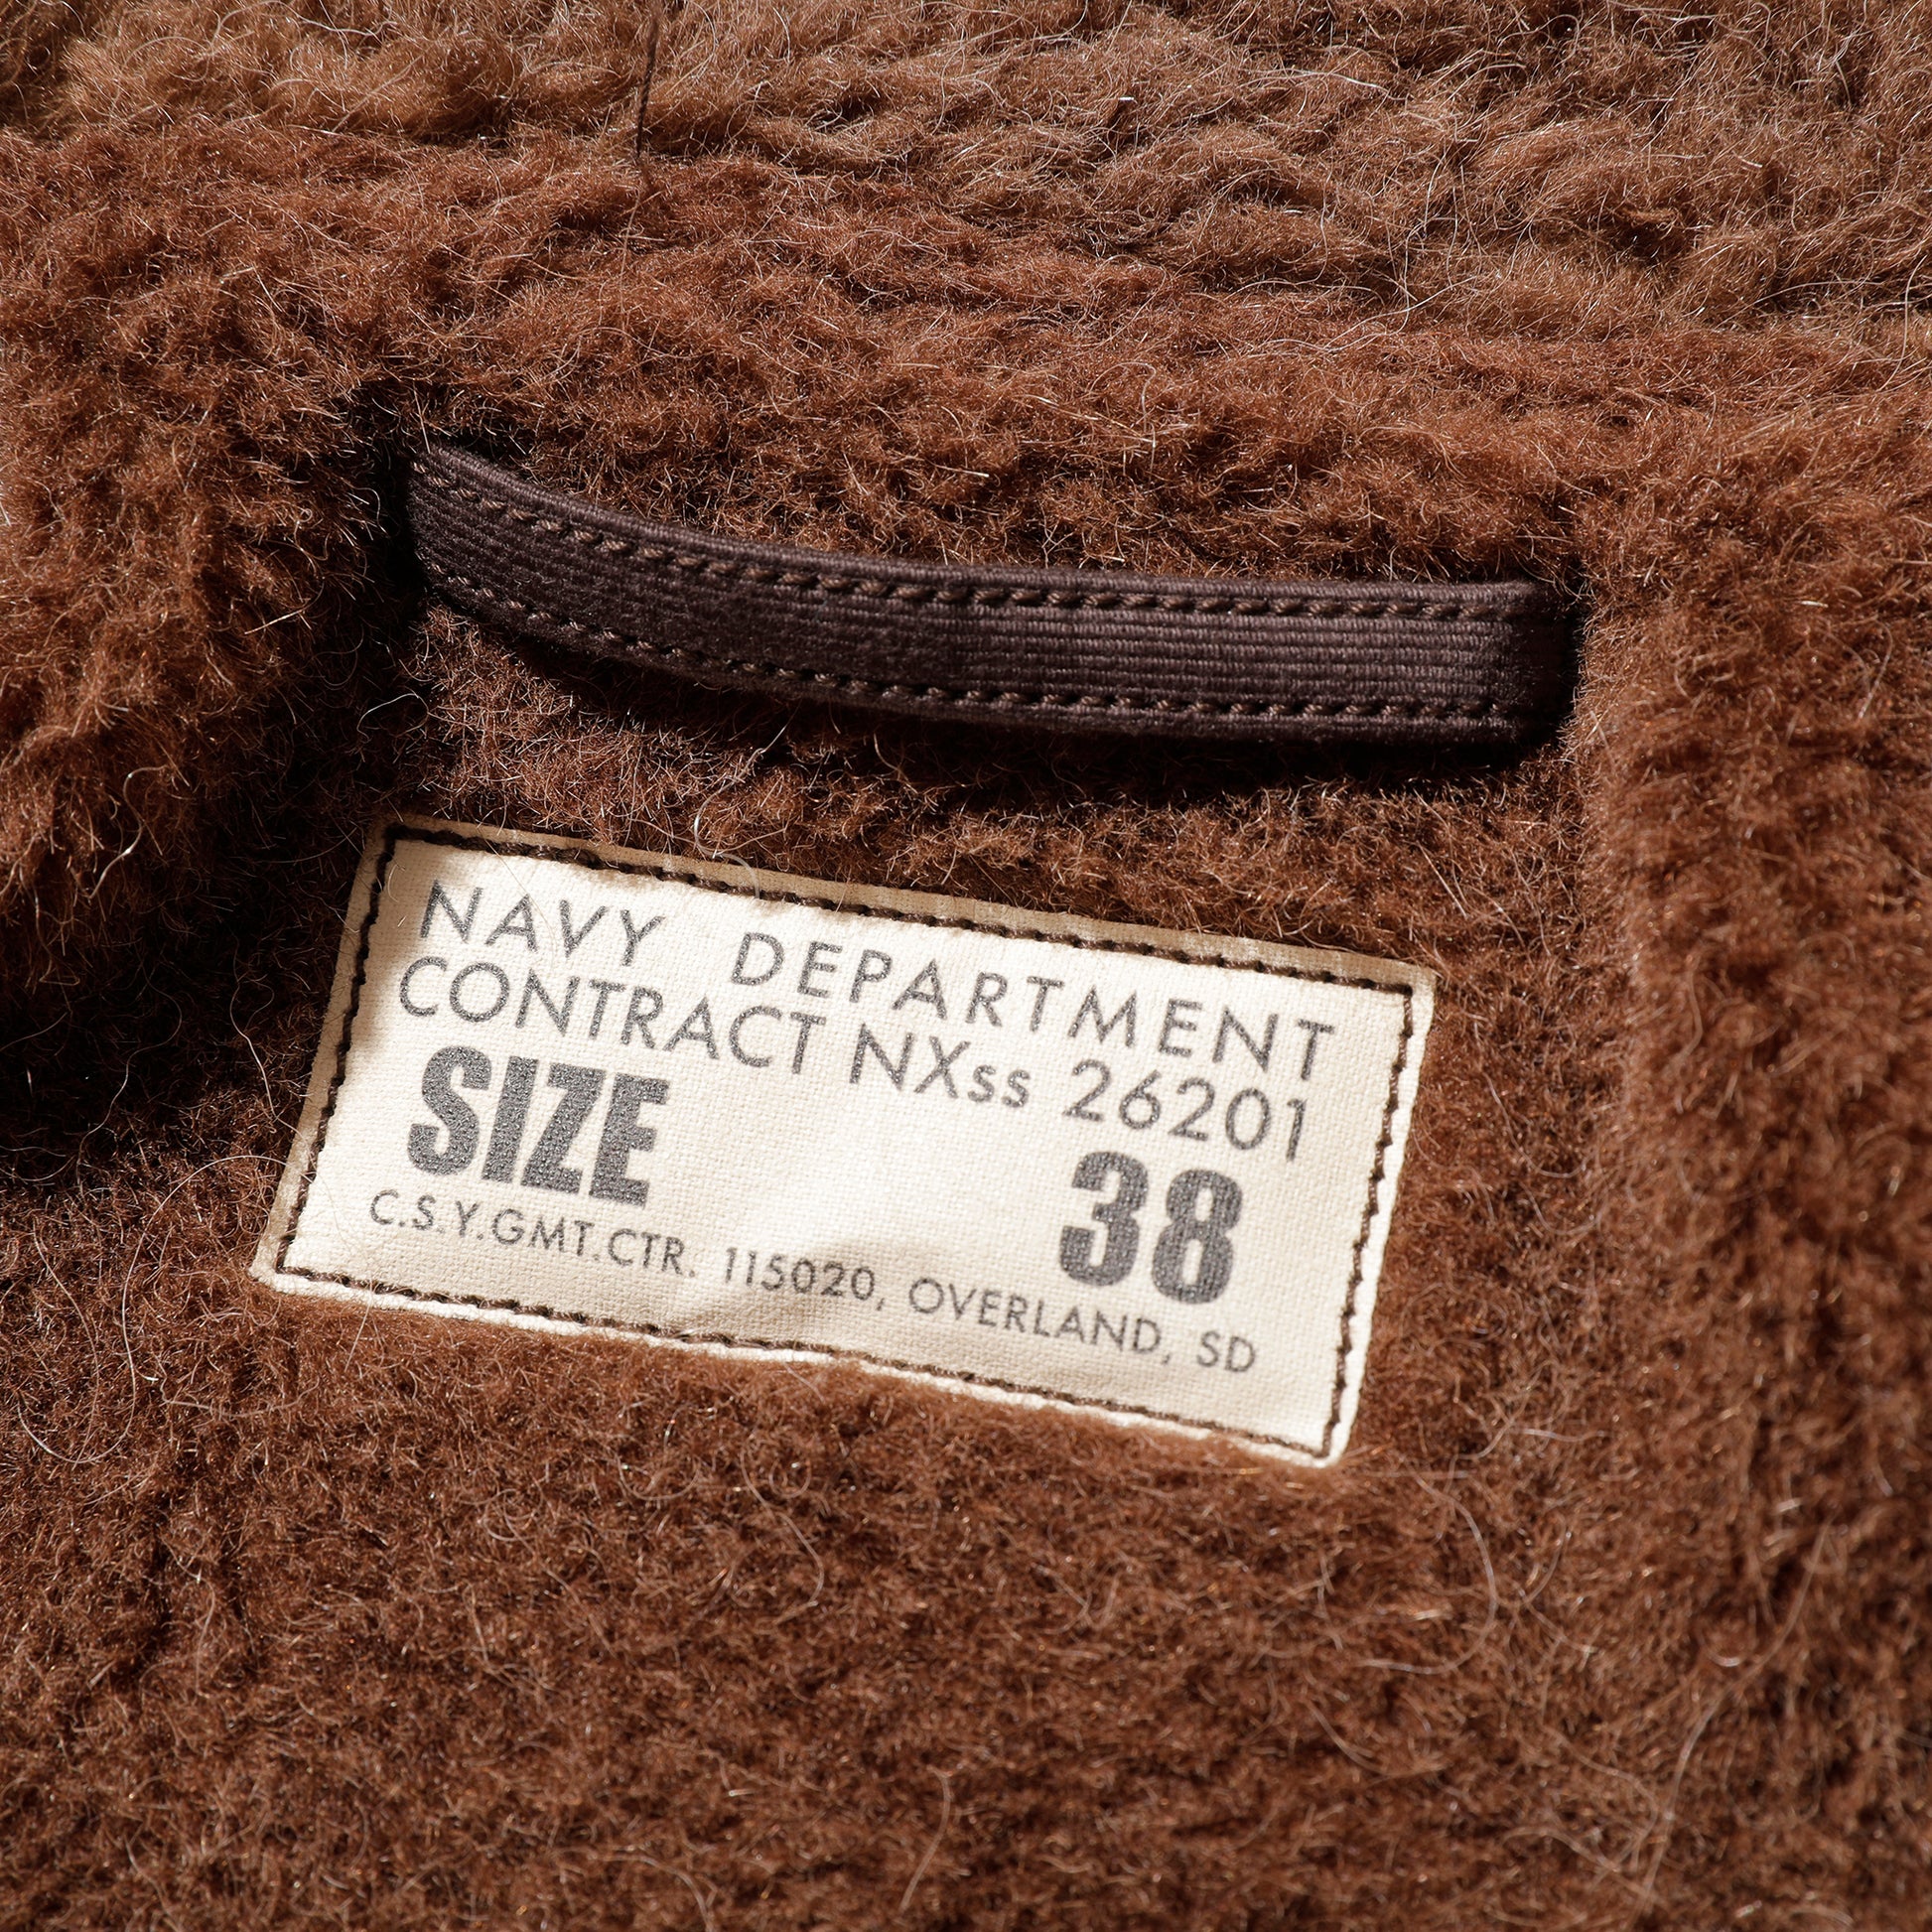 NAVY DEPARTMENT
CONTRACT NXss 26201
SIZE 38
C.S.Y.GMT.CTR. 115020, OVERLAND, SD